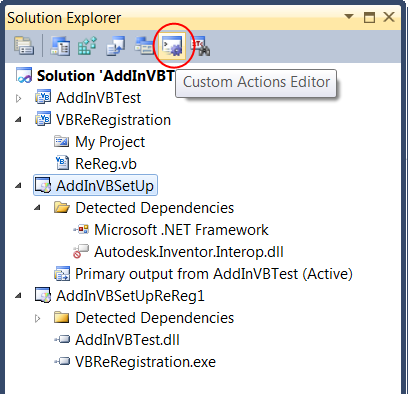 Solution Explorer
Solution 'AddInVBT
Custom Actions Editor
AddInVBTest
VBReRegistration
My Project
ReReg.vb
AddInVBSetUp
Detected Dependencies
Microsoft .NET Framework
Autodesk.Inventor.Interop.dll
Primary output from AddInVBTest (Active)
AddInVBSetUpReReg1
Detected Dependencies
AddInVBTest.dll
VBReRegistration.exe